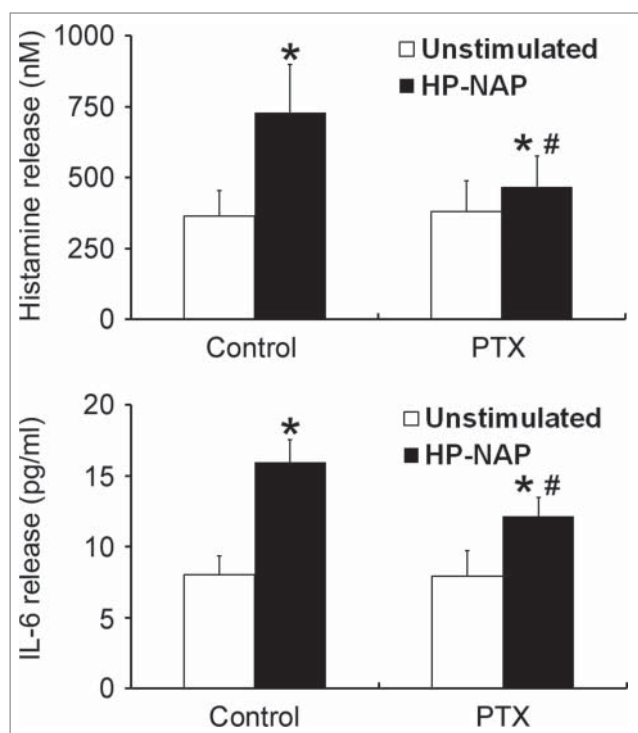 Histamine release (nM)
1000
750
500
250
0
Unstimulated
HP-NAP
*
* #
Control
PTX
IL-6 release (pg/ml)
20
15
10
5
0
Unstimulated
HP-NAP
*
* #
Control
PTX